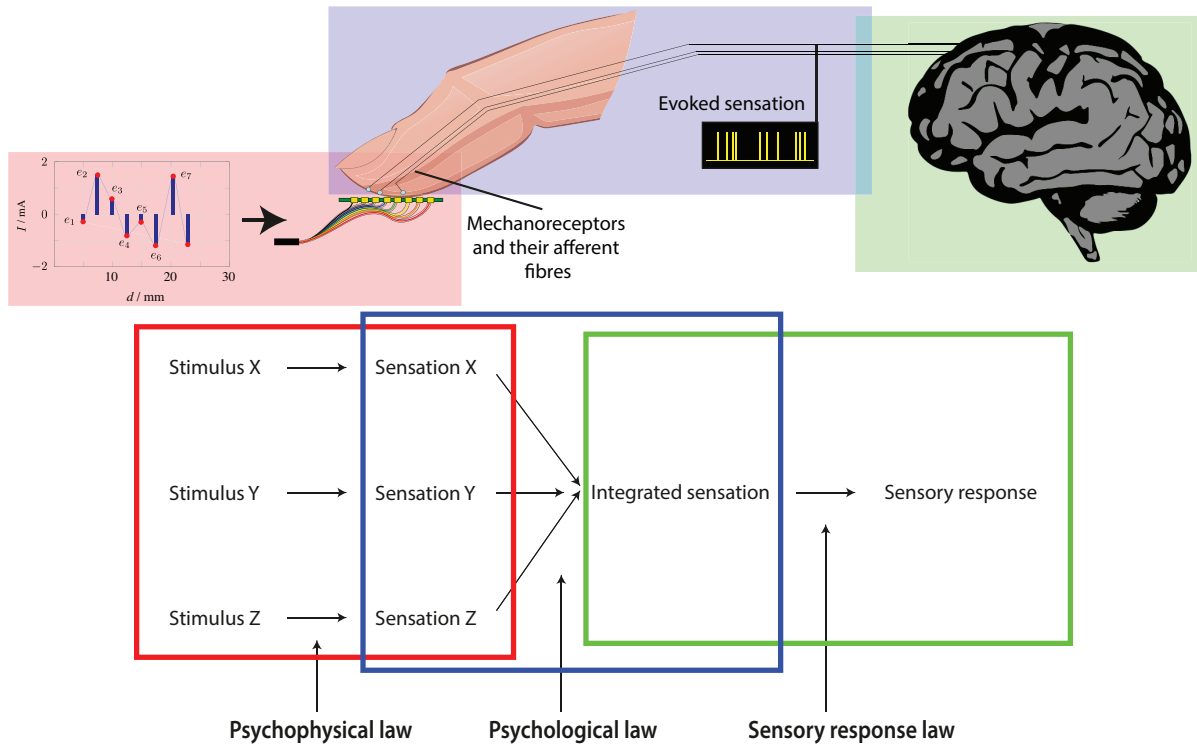 Evoked sensation
2
0
−2
I / mA
e1
e2
e3
e4
e5
e6
e7
10
20
30
d / mm
Mechanoreceptors
and their afferent
fibres
Stimulus X
Sensation X
Stimulus Y
Sensation Y
Integrated sensation
Sensory response
Stimulus Z
Sensation Z
Psychophysical law
Psychological law
Sensory response law